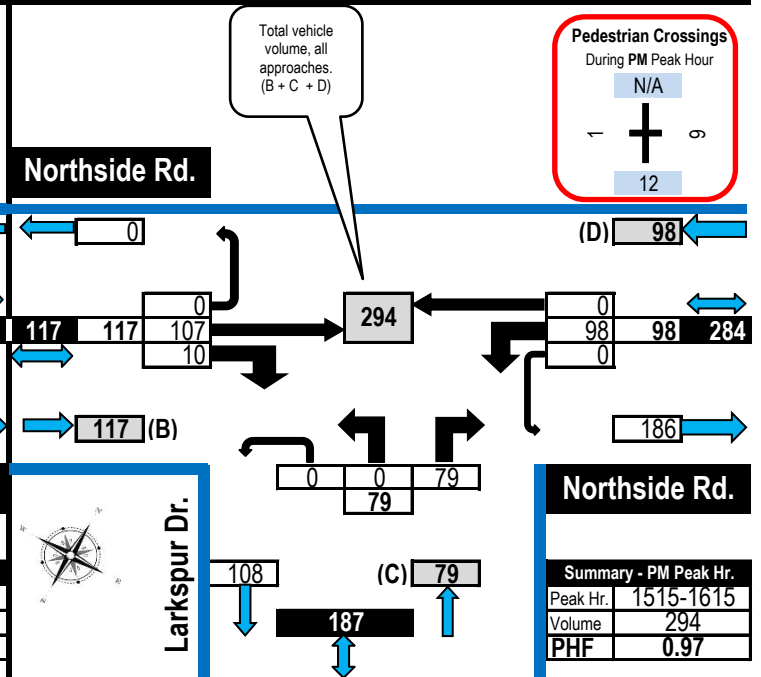 Total vehicle
volume, all
approaches.
(B + C + D)
Pedestrian Crossings
During PM Peak Hour
N/A
1
9
12
Northside Rd.
0
(D) 98
0
117 117 107
10
294
0
98 98 284
0
117 (B)
186
0 0 79
79
Northside Rd.
Larkspur Dr.
108
(C) 79
187
Summary - PM Peak Hr.
Peak Hr. 1515-1615
Volume 294
PHF 0.97